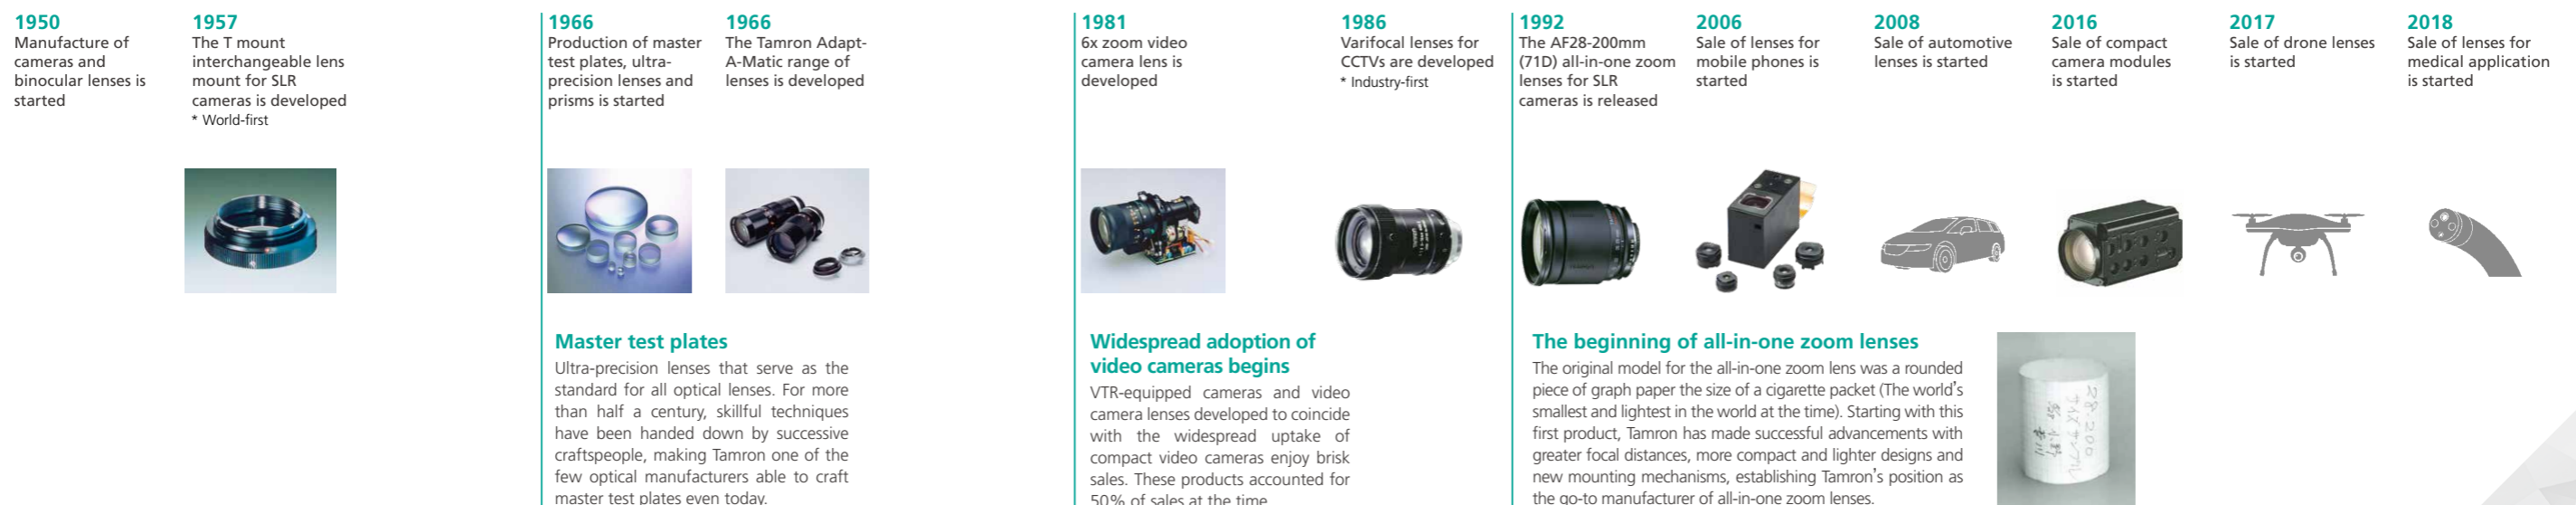 1950
Manufacture of
cameras and
binocular lenses is
started
1957
The T mount
interchangeable lens
mount for SLR
cameras is developed
* World-first
1966
Production of master
test plates, ultra-
precision lenses and
prisms is started
1966
The Tamron Adapt-
A-Matic range of
lenses is developed
1981
6x zoom video
camera lens is
developed
1986
Varifocal lenses for
CCTVs are developed
* Industry-first
1992
The AF28-200mm
(71D) all-in-one zoom
lenses for SLR
cameras is released
2006
Sale of lenses for
mobile phones is
started
2008
Sale of automotive
lenses is started
2016
Sale of compact
camera modules
is started
2017
Sale of drone lenses
is started
2018
Sale of lenses for
medical application
is started
Master test plates
Ultra-precision lenses that serve as the
standard for all optical lenses. For more
than half a century, skillful techniques
have been handed down by successive
craftspeople, making Tamron one of the
few optical manufacturers able to craft
master test plates even today.
Widespread adoption of
video cameras begins
VTR-equipped cameras and video
camera lenses developed to coincide
with the widespread uptake of
compact video cameras enjoy brisk
sales. These products accounted for
50% of sales at the time.
The beginning of all-in-one zoom lenses
The original model for the all-in-one zoom lens was a rounded
piece of graph paper the size of a cigarette packet (The world's
smallest and lightest in the world at the time). Starting with this
first product, Tamron has made successful advancements with
greater focal distances, more compact and lighter designs and
new mounting mechanisms, establishing Tamron's position as
the go-to manufacturer of all-in-one zoom lenses.
28.200